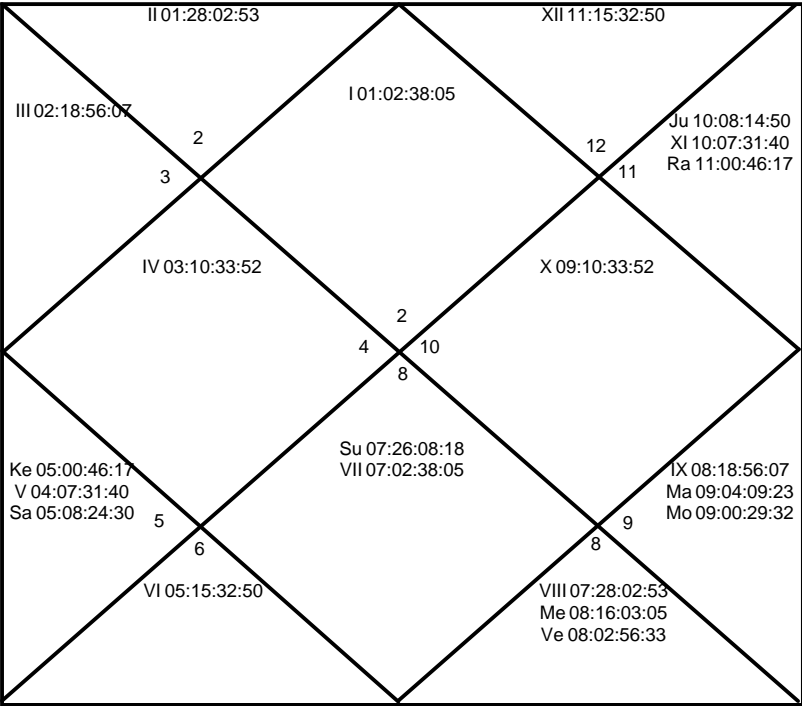 II 01:28:02:53
XII 11:15:32:50
I 01:02:38:05
III 02:18:56:07
Ju 10:08:14:50
XI 10:07:31:40
Ra 11:00:46:17
2
12
3
11
IV 03:10:33:52
X 09:10:33:52
2
4
10
8
Su 07:26:08:18
VII 07:02:38:05
Ke 05:00:46:17
V 04:07:31:40
Sa 05:08:24:30
IX 08:18:56:07
Ma 09:04:09:23
Mo 09:00:29:32
5
9
6
8
VI 05:15:32:50
VIII 07:28:02:53
Me 08:16:03:05
Ve 08:02:56:33